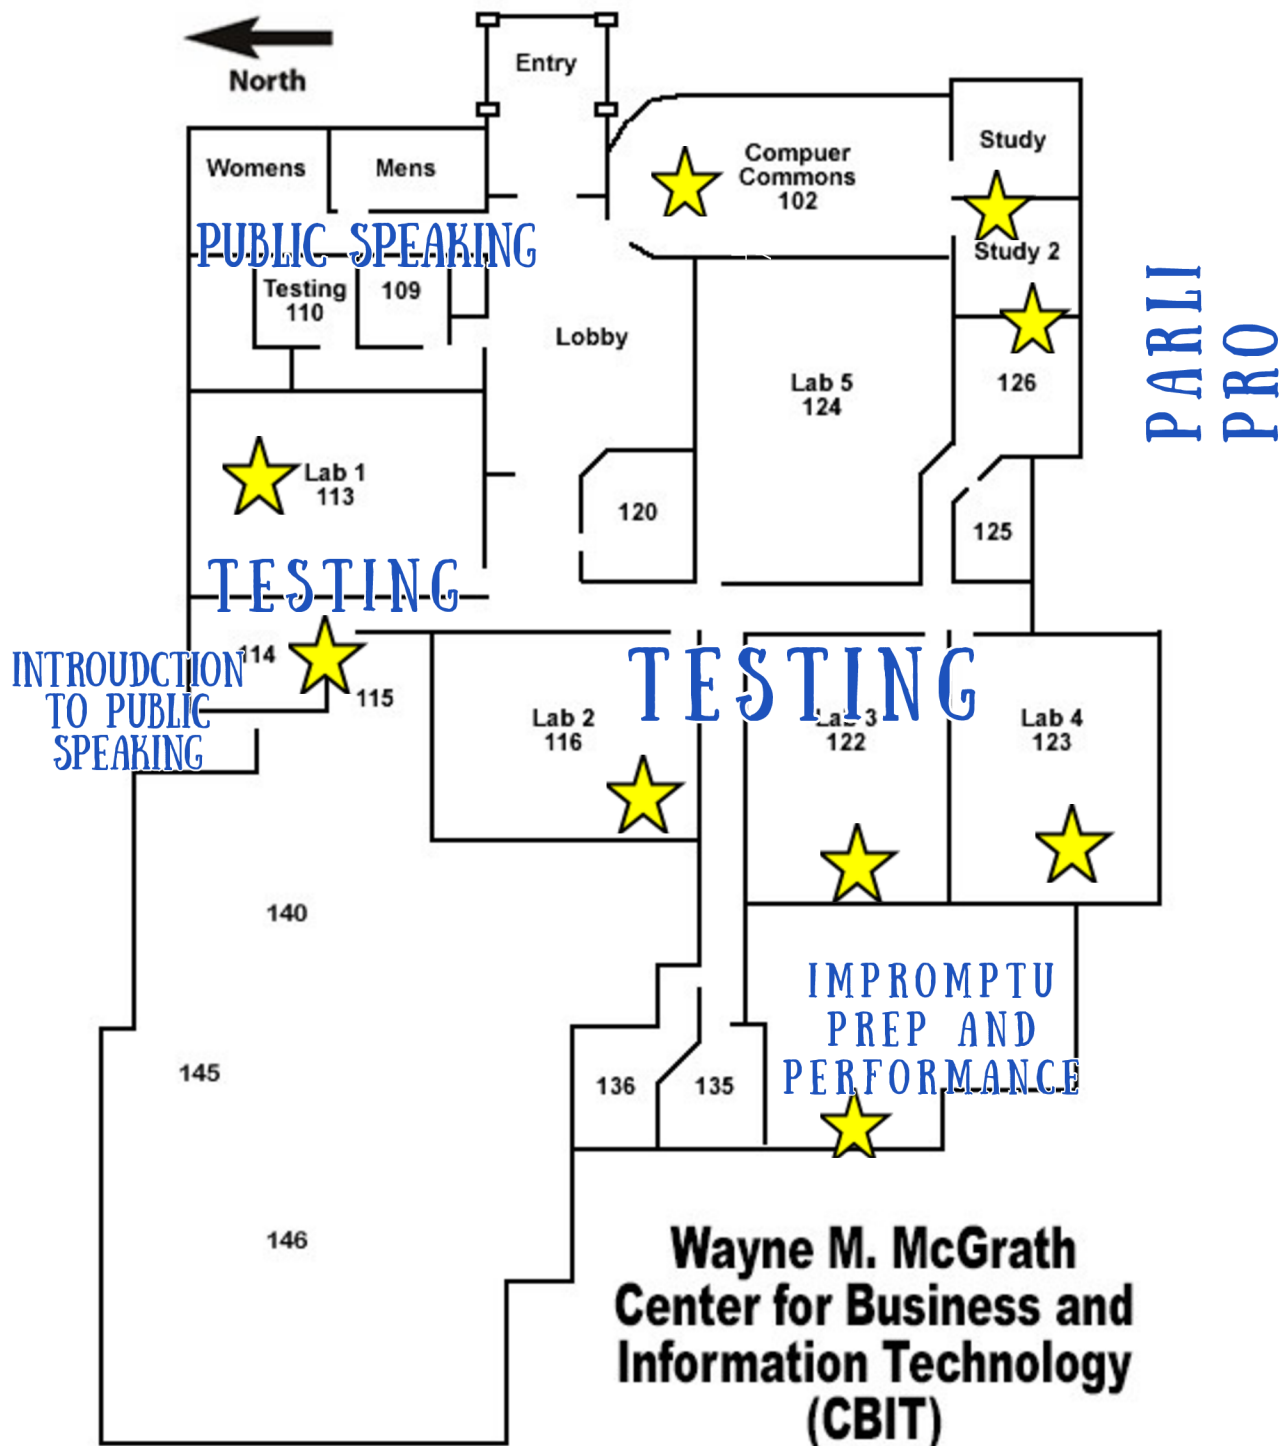 North
Entry
Womens
Mens
Compuer
Commons
102
Study
PUBLIC SPEAKING
Study 2
Testing
110
109
Lobby
PARLI
PRO
Lab 5
124
126
Lab 1
113
120
125
TESTING
114
INTROUDCTION
TO PUBLIC
SPEAKING
115
TESTING
Lab 2
116
Lab 3
122
Lab 4
123
140
IMPROMPTU
PREP AND
PERFORMANCE
145
136
135
146
Wayne M. McGrath
Center for Business and
Information Technology
(CBIT)